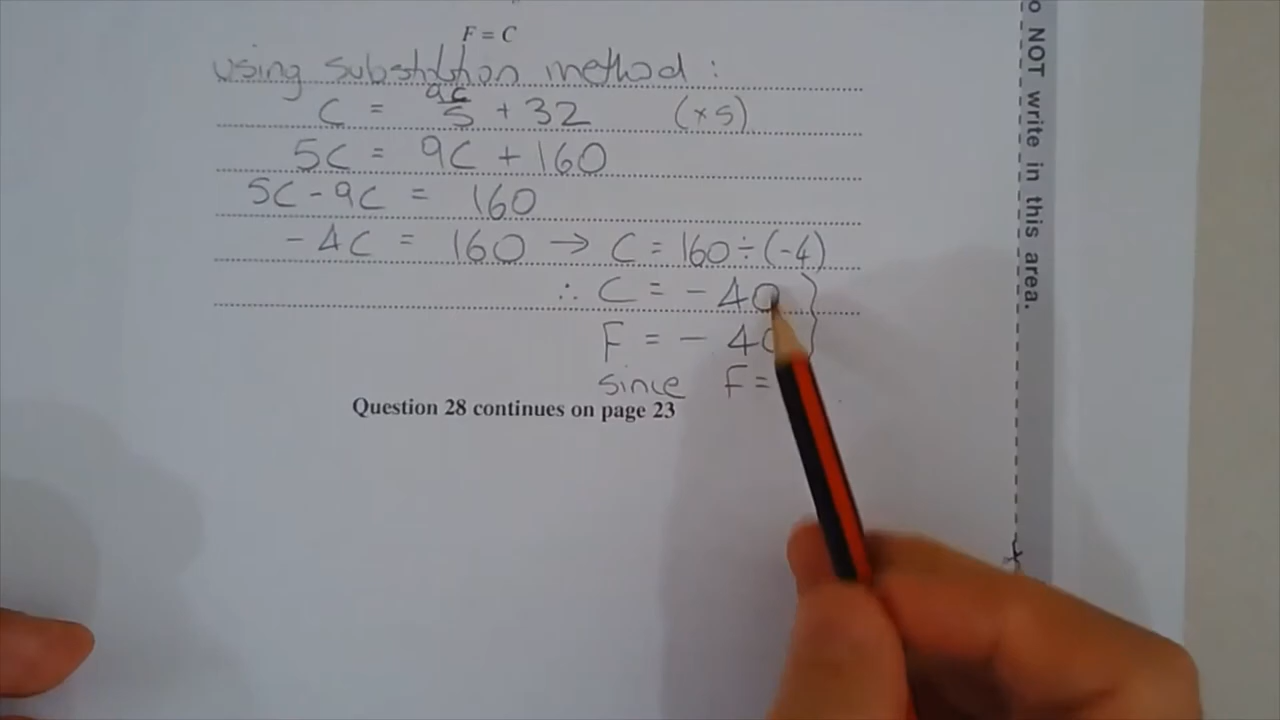 F = C
using substitution method :
C = 9C/5 + 32 (×5)
5C = 9C + 160
5C - 9C = 160
-4C = 160 → C = 160 ÷ (-4)
∴ C = -40 }
F = - 40
since F =
Question 28 continues on page 23
NOT write in this area.